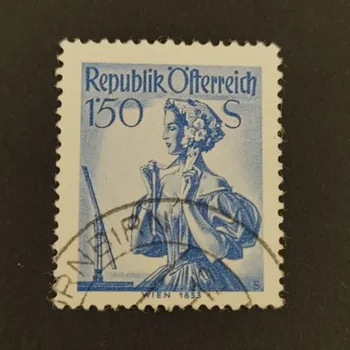 Republik Österreich
1'50 S
WIEN 1853
S